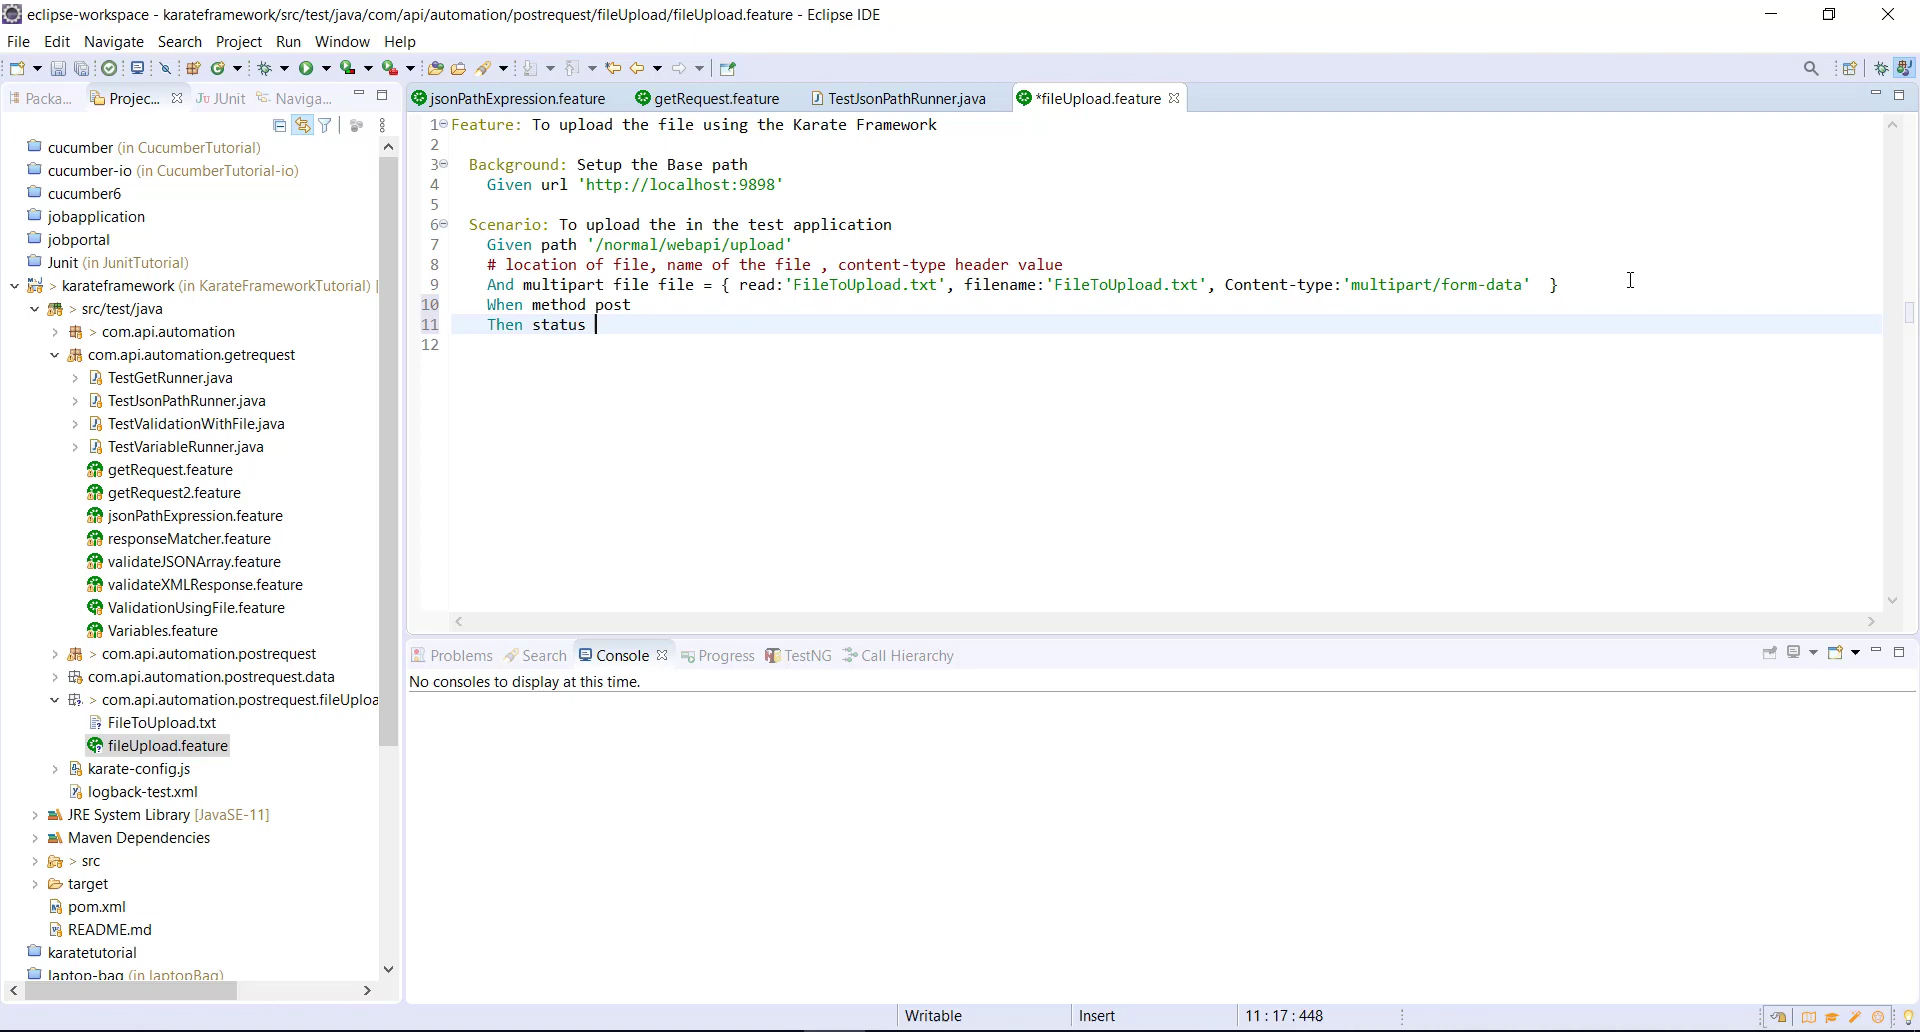 eclipse-workspace - karateframework/src/test/java/com/api/automation/postrequest/fileUpload/fileUpload.feature - Eclipse IDE
File Edit Navigate Search Project Run Window Help
Packa... Projec... JUnit Naviga...
cucumber (in CucumberTutorial)
cucumber-io (in CucumberTutorial-io)
cucumber6
jobapplication
jobportal
Junit (in JunitTutorial)
> karateframework (in KarateFrameworkTutorial) [
> src/test/java
> com.api.automation
com.api.automation.getrequest
TestGetRunner.java
TestJsonPathRunner.java
TestValidationWithFile.java
TestVariableRunner.java
getRequest.feature
getRequest2.feature
jsonPathExpression.feature
responseMatcher.feature
validateJSONArray.feature
validateXMLResponse.feature
ValidationUsingFile.feature
Variables.feature
> com.api.automation.postrequest
com.api.automation.postrequest.data
> com.api.automation.postrequest.fileUploa
FileToUpload.txt
fileUpload.feature
karate-config.js
logback-test.xml
JRE System Library [JavaSE-11]
Maven Dependencies
> src
target
pom.xml
README.md
karatetutorial
laptop-bag (in laptopBag)
jsonPathExpression.feature getRequest.feature TestJsonPathRunner.java *fileUpload.feature
1 Feature: To upload the file using the Karate Framework
2
3 Background: Setup the Base path
4 Given url 'http://localhost:9898'
5
6 Scenario: To upload the in the test application
7 Given path '/normal/webapi/upload'
8 # location of file, name of the file , content-type header value
9 And multipart file file = { read:'FileToUpload.txt', filename:'FileToUpload.txt', Content-type:'multipart/form-data' }
10 When method post
11 Then status
12
Problems Search Console Progress TestNG Call Hierarchy
No consoles to display at this time.
Writable Insert 11 : 17 : 448